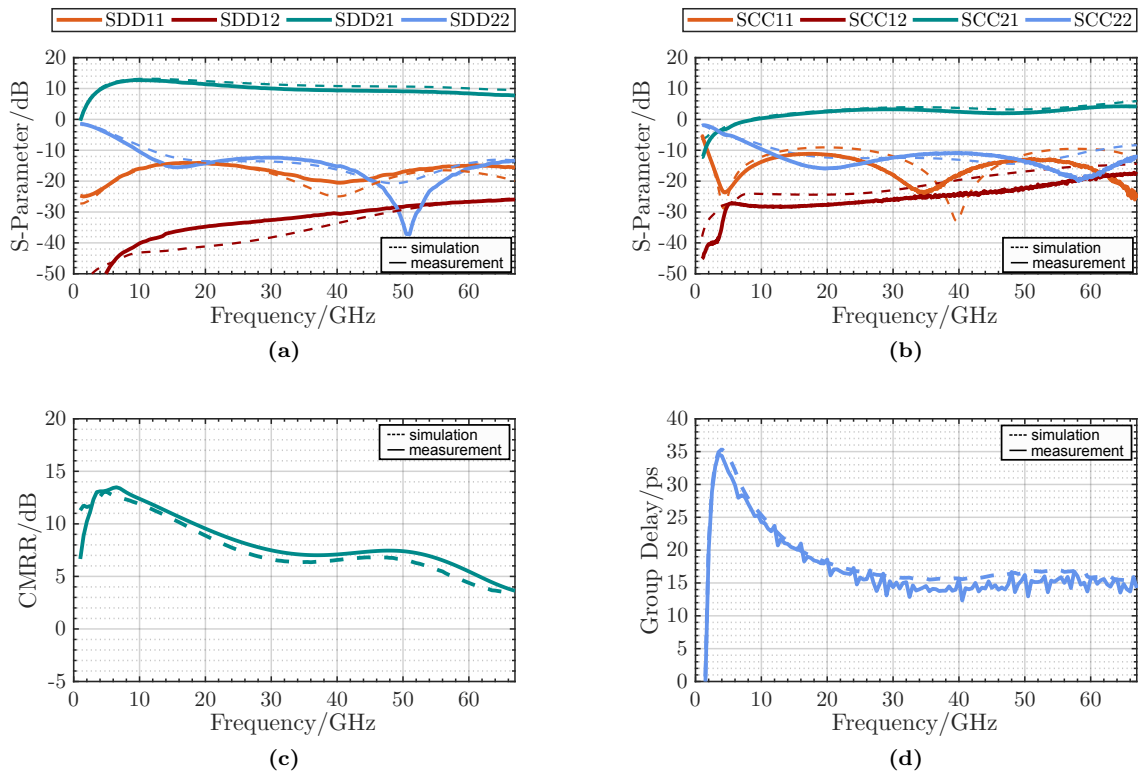 SDD11 SDD12 SDD21 SDD22
20
10
0
-10
-20
-30
-40
-50
S-Parameter/dB
simulation
measurement
0 10 20 30 40 50 60
Frequency/GHz
(a)
SCC11 SCC12 SCC21 SCC22
20
10
0
-10
-20
-30
-40
-50
S-Parameter/dB
simulation
measurement
0 10 20 30 40 50 60
Frequency/GHz
(b)
20
15
10
5
0
-5
CMRR/dB
simulation
measurement
0 10 20 30 40 50 60
Frequency/GHz
(c)
40
35
30
25
20
15
10
5
0
Group Delay/ps
simulation
measurement
0 10 20 30 40 50 60
Frequency/GHz
(d)